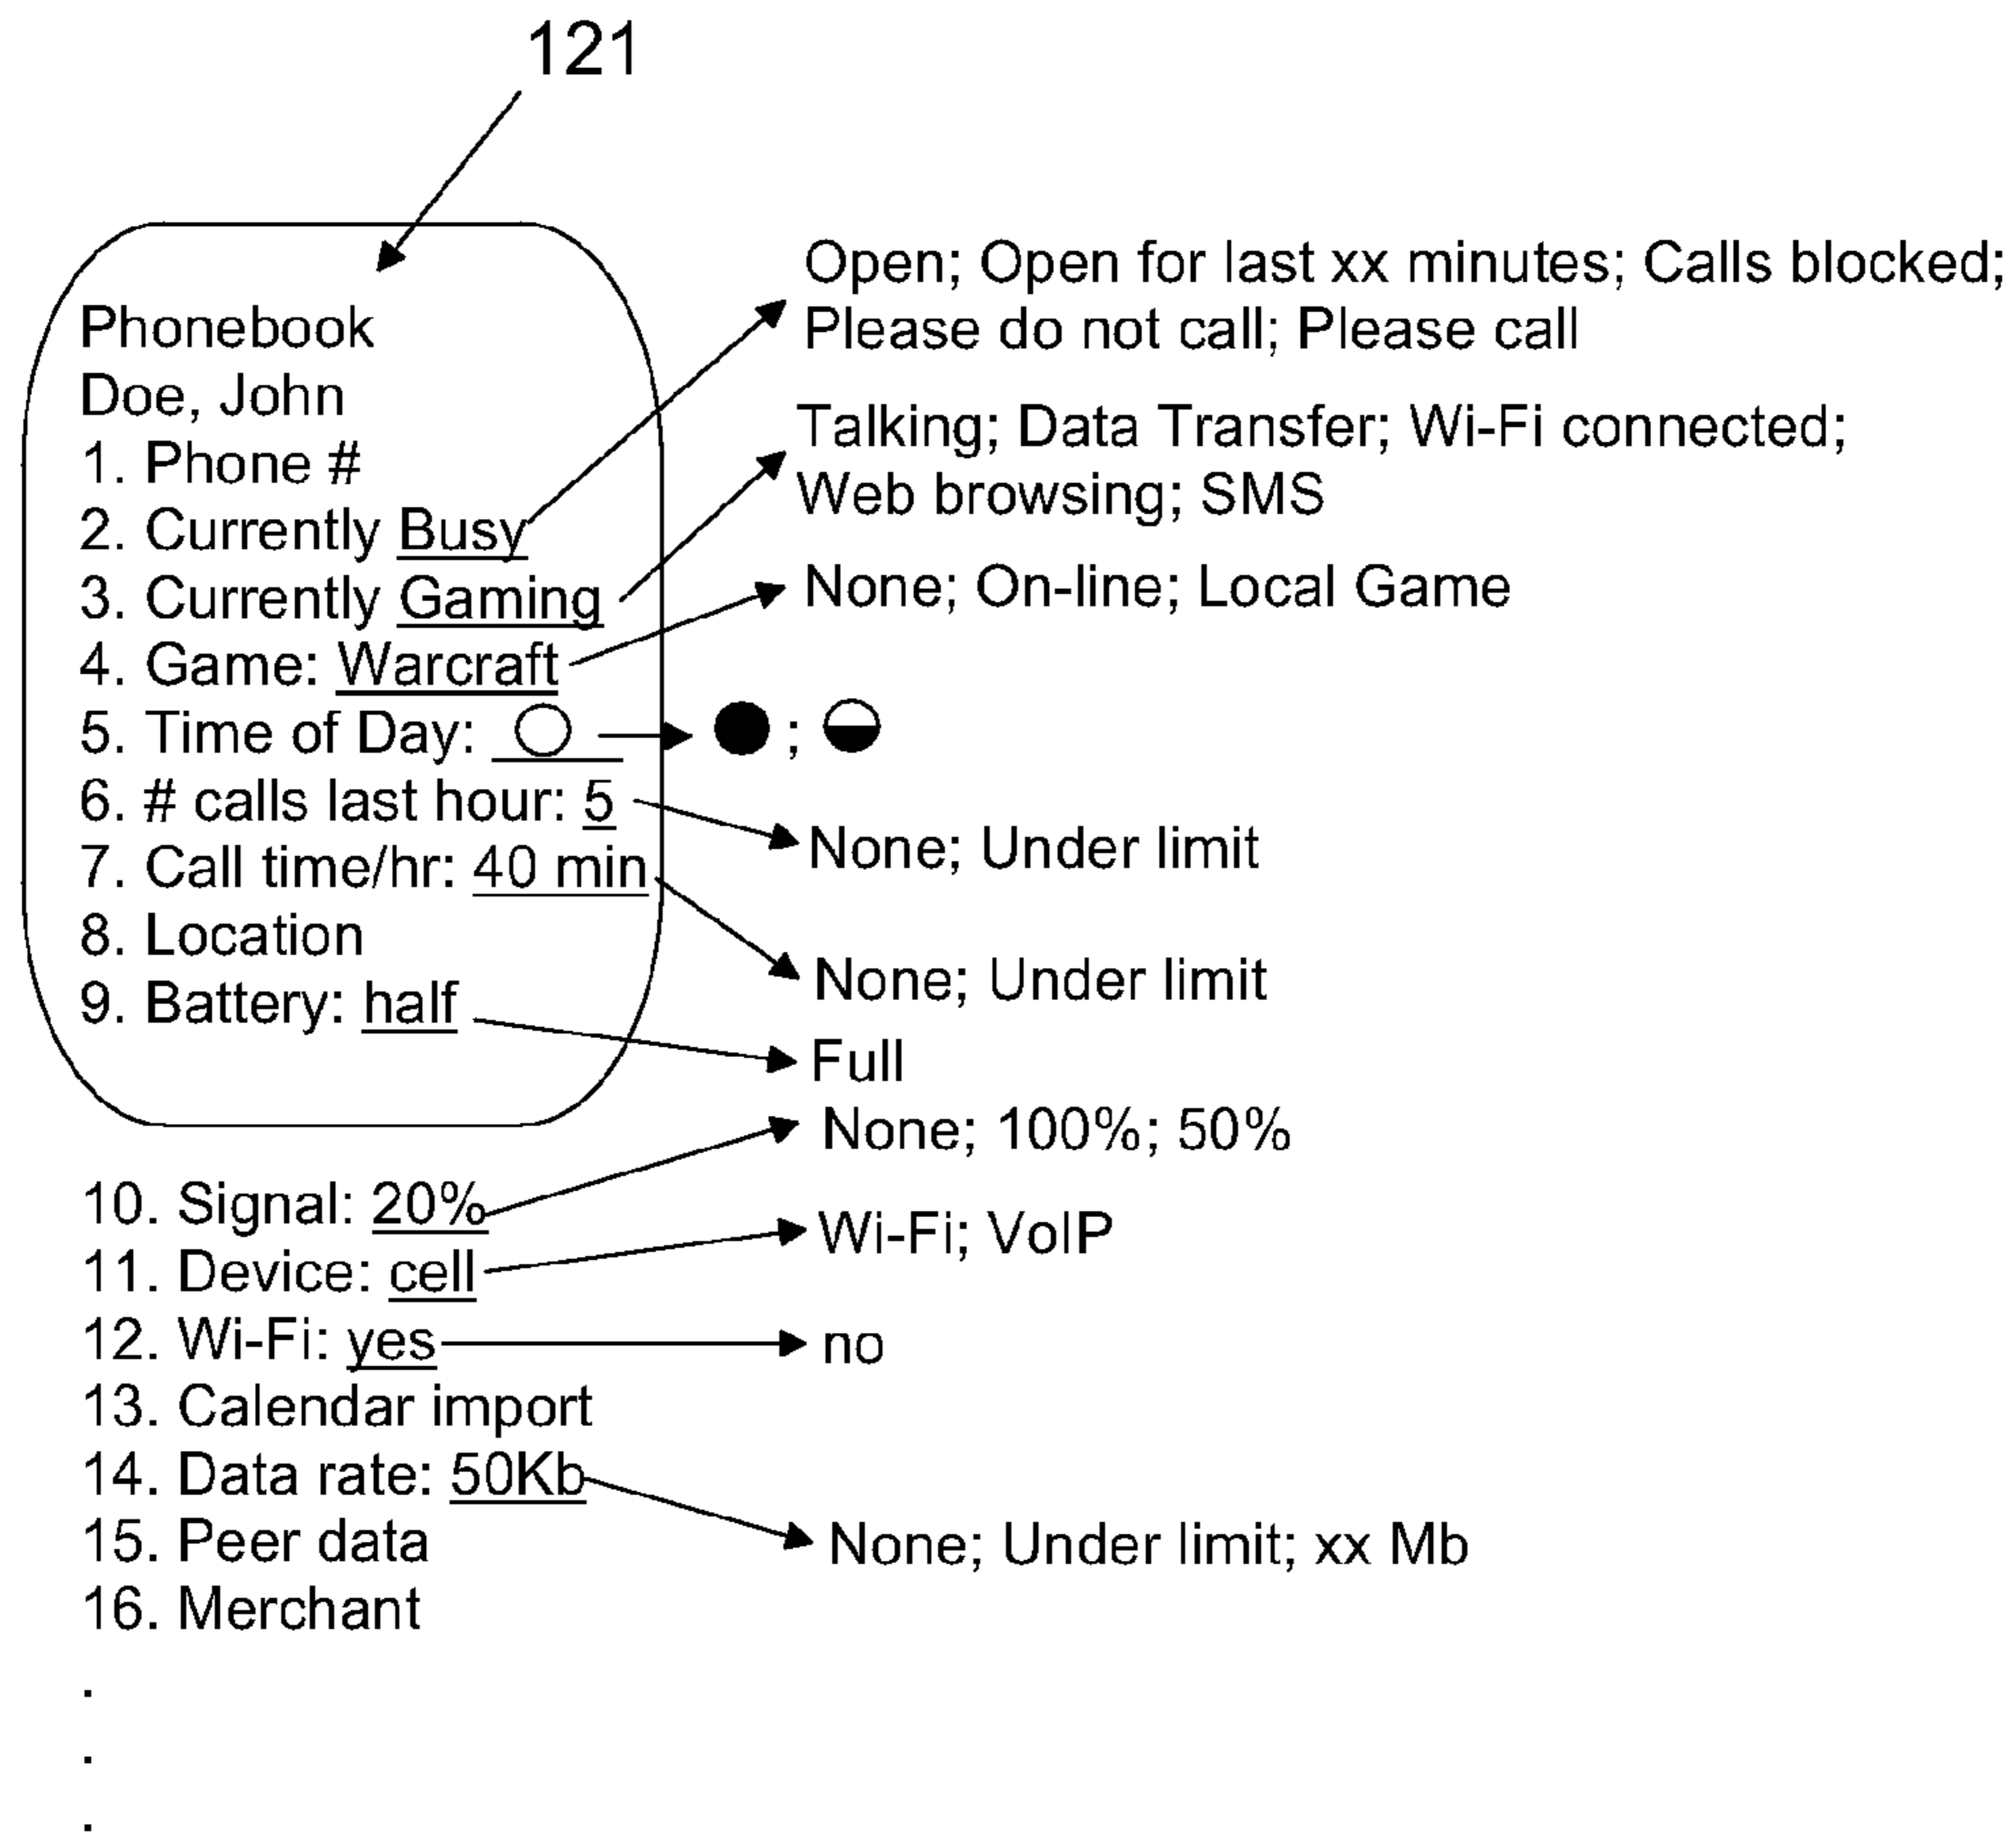 121
Phonebook
Doe, John
1. Phone #
2. Currently Busy
Open; Open for last xx minutes; Calls blocked;
Please do not call; Please call
3. Currently Gaming
Talking; Data Transfer; Wi-Fi connected;
Web browsing; SMS
4. Game: Warcraft
None; On-line; Local Game
5. Time of Day:
;
6. # calls last hour: 5
None; Under limit
7. Call time/hr: 40 min
None; Under limit
8. Location
9. Battery: half
Full
10. Signal: 20%
None; 100%; 50%
11. Device: cell
Wi-Fi; VoIP
12. Wi-Fi: yes
no
13. Calendar import
14. Data rate: 50Kb
None; Under limit; xx Mb
15. Peer data
16. Merchant
.
.
.